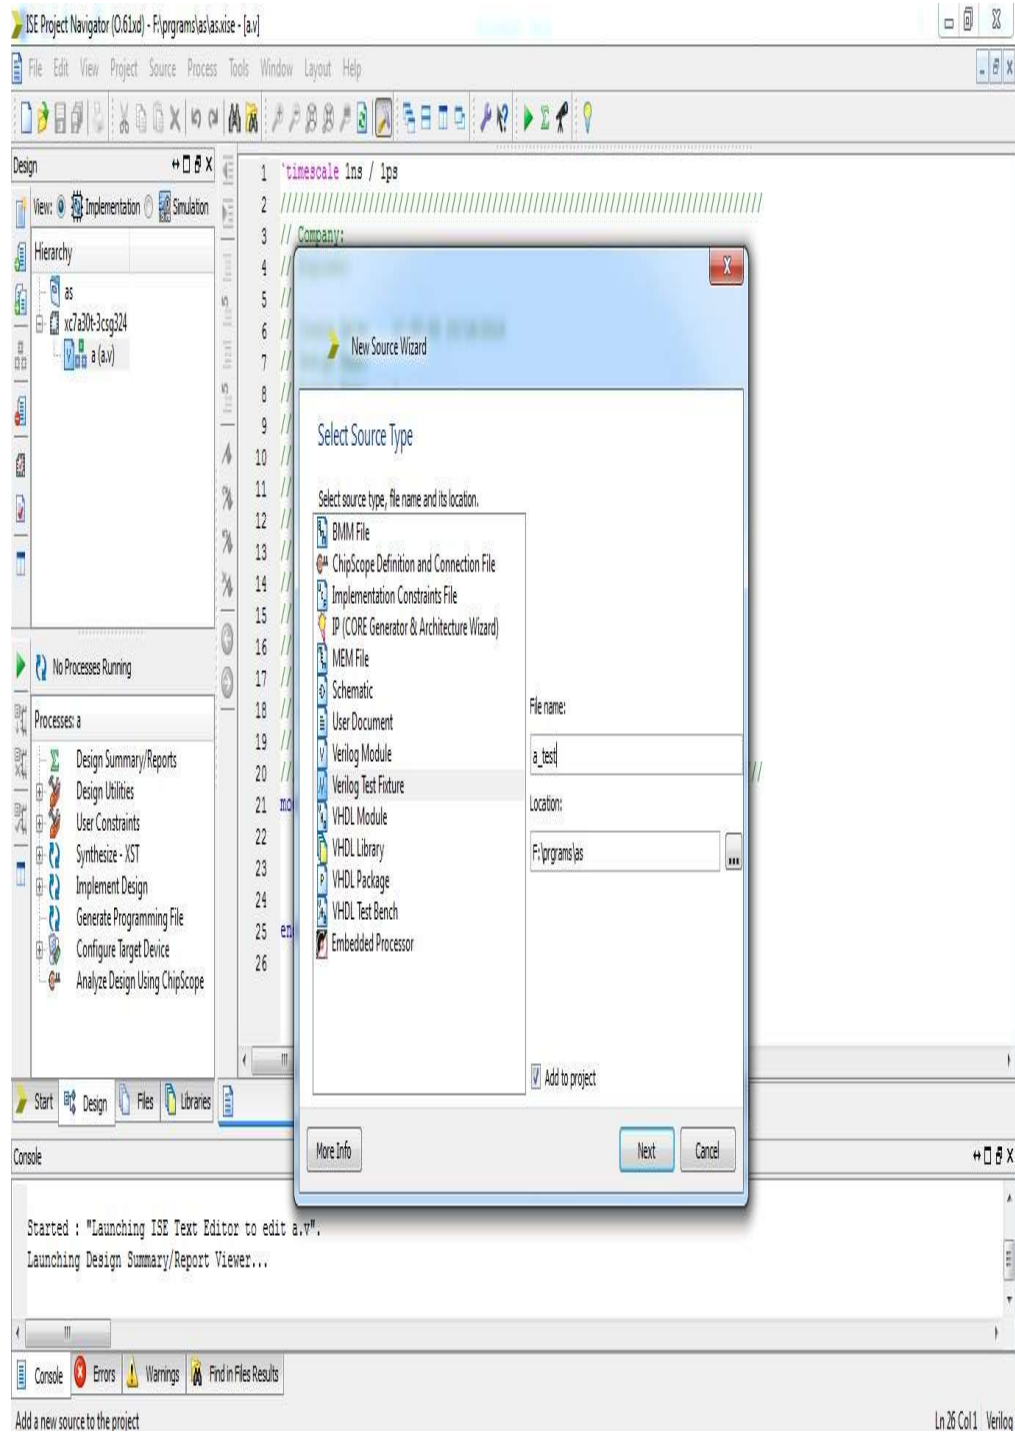 ISE Project Navigator (O.61xd) - F:\prgrams\as\as.xise - [a.v]
File Edit View Project Source Process Tools Window Layout Help
Design
View: Implementation Simulation
Hierarchy
as
xc7a30t-3csg324
a (a.v)
No Processes Running
Processes: a
Design Summary/Reports
Design Utilities
User Constraints
Synthesize - XST
Implement Design
Generate Programming File
Configure Target Device
Analyze Design Using ChipScope
Start Design Files Libraries
1 `timescale 1ns / 1ps
2 //////////////////////////////////////////////////////////////////////////////////
3 // Company:
4 //
5 //
6 //
7 //
8 //
9 //
10 //
11 //
12 //
13 //
14 //
15 //
16 //
17 //
18 //
19 //
20 // //
21 mo
22
23
24
25 en
26
New Source Wizard
Select Source Type
Select source type, file name and its location.
BMM File
ChipScope Definition and Connection File
Implementation Constraints File
IP (CORE Generator & Architecture Wizard)
MEM File
Schematic
User Document
Verilog Module
Verilog Test Fixture
VHDL Module
VHDL Library
VHDL Package
VHDL Test Bench
Embedded Processor
File name:
a_test
Location:
F:\prgrams\as
...
Add to project
More Info Next Cancel
Console
Started : "Launching ISE Text Editor to edit a.v".
Launching Design Summary/Report Viewer...
Console Errors Warnings Find in Files Results
Add a new source to the project Ln 26 Col 1 Verilog